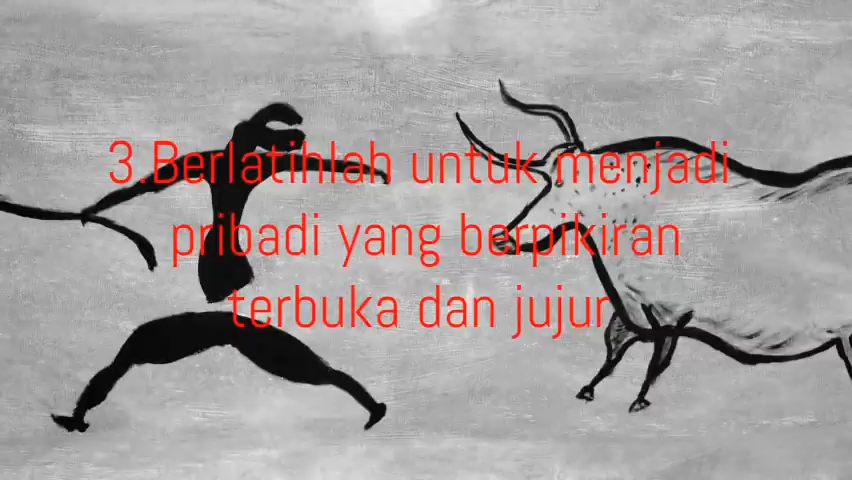 3.Berlatihlah untuk menjadi
pribadi yang berpikiran
terbuka dan jujur